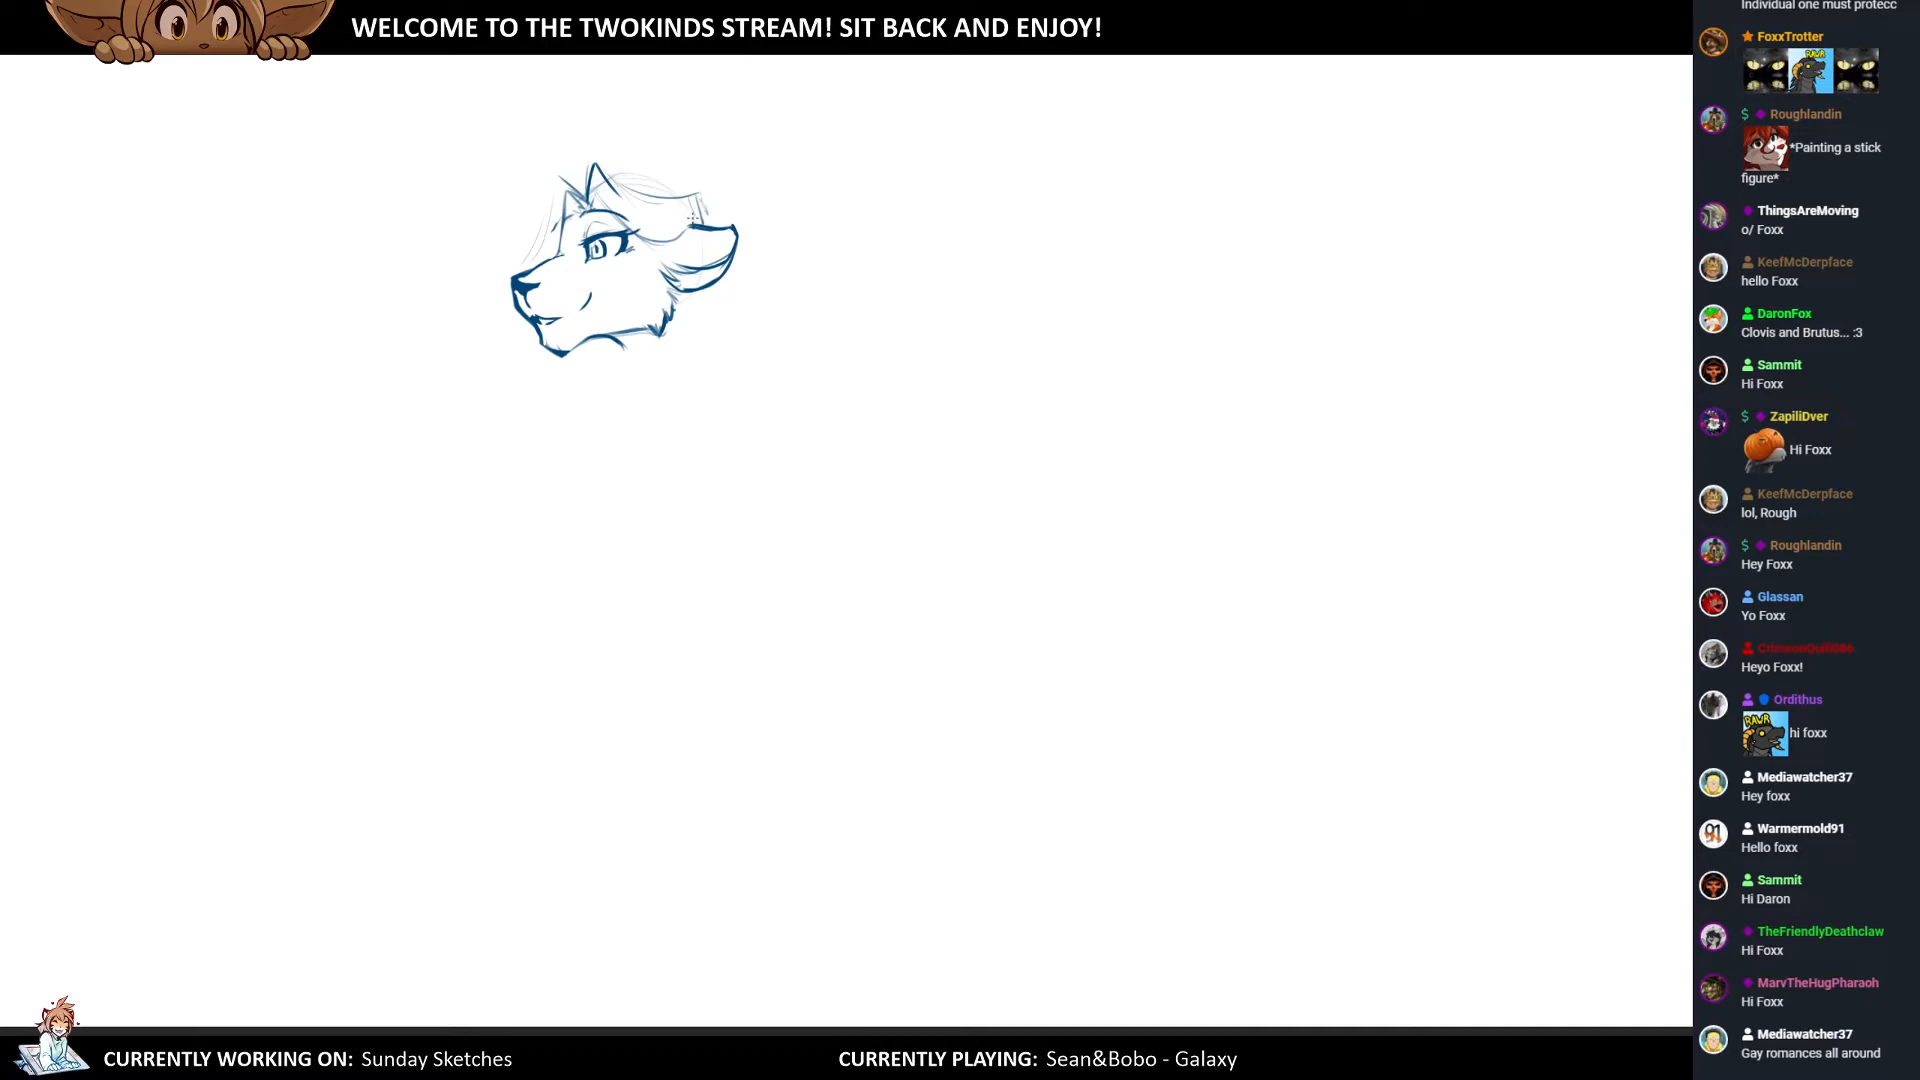 WELCOME TO THE TWOKINDS STREAM! SIT BACK AND ENJOY!
Individual one must protecc
FoxxTrotter
RAWR
$ Roughlandin
*Painting a stick
figure*
ThingsAreMoving
o/ Foxx
KeefMcDerpface
hello Foxx
DaronFox
Clovis and Brutus... :3
Sammit
Hi Foxx
$ ZapiliDver
Hi Foxx
KeefMcDerpface
lol, Rough
$ Roughlandin
Hey Foxx
Glassan
Yo Foxx
Heyo Foxx!
Ordithus
RAWR
hi foxx
Mediawatcher37
Hey foxx
91
Warmermold91
Hello foxx
Sammit
Hi Daron
TheFriendlyDeathclaw
Hi Foxx
MarvTheHugPharaoh
Hi Foxx
Mediawatcher37
Gay romances all around
CURRENTLY WORKING ON: Sunday Sketches
CURRENTLY PLAYING: Sean&Bobo - Galaxy